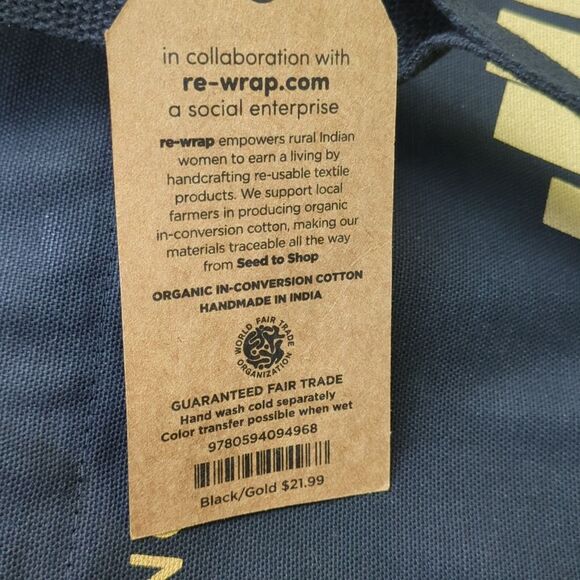 in collaboration with
re-wrap.com
a social enterprise
re-wrap empowers rural Indian
women to earn a living by
handcrafting re-usable textile
products. We support local
farmers in producing organic
in-conversion cotton, making our
materials traceable all the way
from Seed to Shop
ORGANIC IN-CONVERSION COTTON
HANDMADE IN INDIA
WORLD FAIR TRADE
ORGANIZATION
GUARANTEED FAIR TRADE
Hand wash cold separately
Color transfer possible when wet
9780594094968
Black/Gold $21.99